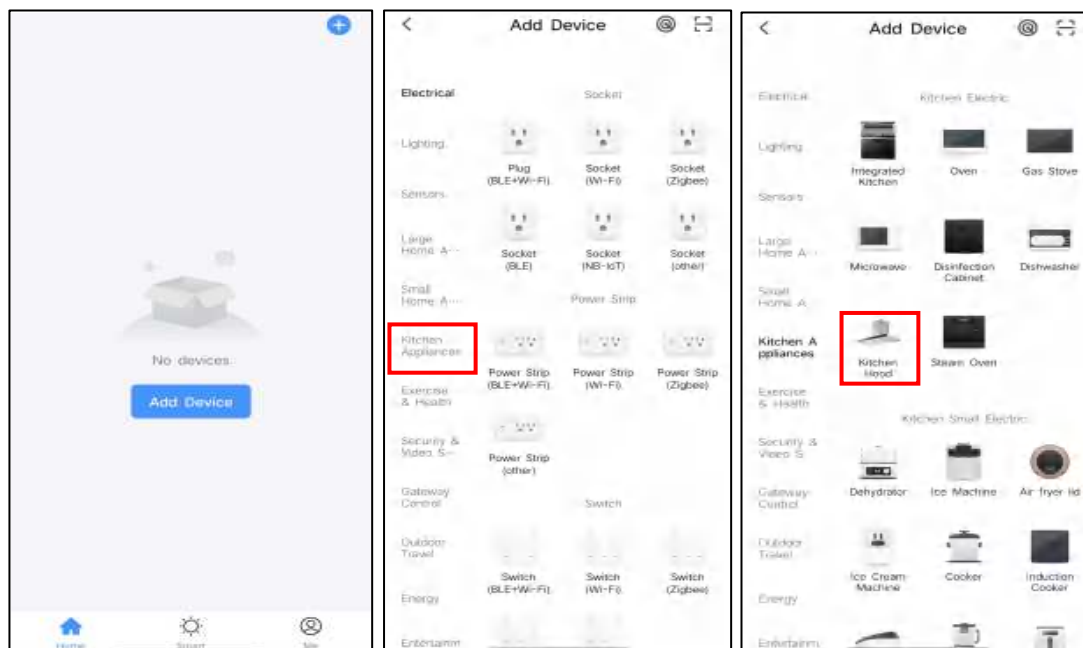 No devices
Add Device
Home
Smart
Me
Add Device
Electrical
Socket
Lighting
Plug
(BLE+Wi-Fi)
Socket
(Wi-Fi)
Socket
(Zigbee)
Sensors
Large
Home A···
Socket
(BLE)
Socket
(NB-IoT)
Socket
(other)
Small
Home A···
Power Strip
Kitchen
Appliances
Power Strip
(BLE+Wi-Fi)
Power Strip
(Wi-Fi)
Power Strip
(Zigbee)
Exercise
& Health
Security &
Video S···
Power Strip
(other)
Gateway
Control
Switch
Outdoor
Travel
Switch
(BLE+Wi-Fi)
Switch
(Wi-Fi)
Switch
(Zigbee)
Energy
Entertainm
Add Device
Electrical
Kitchen Electric
Lighting
Integrated
Kitchen
Oven
Gas Stove
Sensors
Large
Home A···
Microwave
Disinfection
Cabinet
Dishwasher
Small
Home A
Kitchen A
ppliances
Kitchen
Hood
Steam Oven
Exercise
& Health
Kitchen Small Electric
Security &
Video S
Gateway
Control
Dehydrator
Ice Machine
Air fryer lid
Outdoor
Travel
Ice Cream
Machine
Cooker
Induction
Cooker
Energy
Entertainm